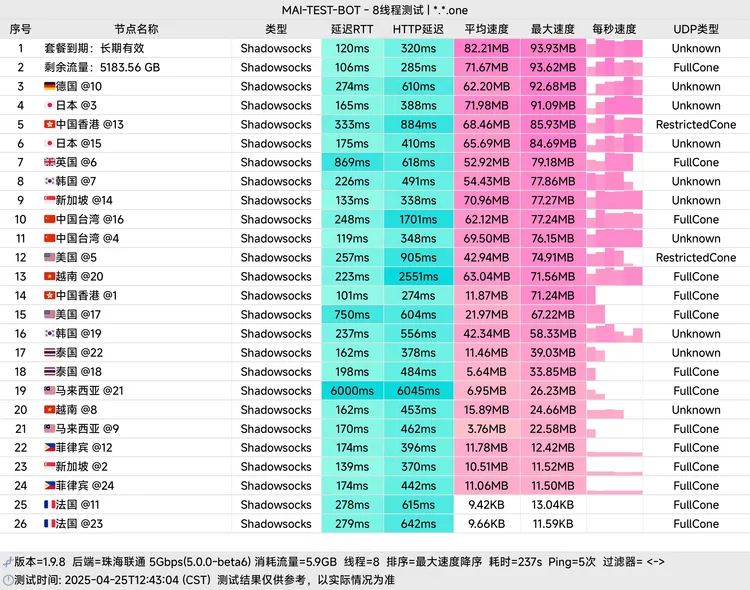 MAI-TEST-BOT - 8线程测试 | *.*.one
序号 节点名称 类型 延迟RTT HTTP延迟 平均速度 最大速度 每秒速度 UDP类型
1 套餐到期：长期有效 Shadowsocks 120ms 320ms 82.21MB 93.93MB Unknown
2 剩余流量：5183.56 GB Shadowsocks 106ms 285ms 71.67MB 93.62MB FullCone
3 德国 @10 Shadowsocks 274ms 610ms 62.20MB 92.68MB Unknown
4 日本 @3 Shadowsocks 165ms 388ms 71.98MB 91.09MB Unknown
5 中国香港 @13 Shadowsocks 333ms 884ms 68.46MB 85.93MB RestrictedCone
6 日本 @15 Shadowsocks 175ms 410ms 65.69MB 84.69MB Unknown
7 英国 @6 Shadowsocks 869ms 618ms 52.92MB 79.18MB FullCone
8 韩国 @7 Shadowsocks 226ms 491ms 54.43MB 77.86MB Unknown
9 新加坡 @14 Shadowsocks 133ms 338ms 70.96MB 77.27MB Unknown
10 中国台湾 @16 Shadowsocks 248ms 1701ms 62.12MB 77.24MB FullCone
11 中国台湾 @4 Shadowsocks 119ms 348ms 69.50MB 76.15MB Unknown
12 美国 @5 Shadowsocks 257ms 905ms 42.94MB 74.91MB RestrictedCone
13 越南 @20 Shadowsocks 223ms 2551ms 63.04MB 71.56MB FullCone
14 中国香港 @1 Shadowsocks 101ms 274ms 11.87MB 71.24MB FullCone
15 美国 @17 Shadowsocks 750ms 604ms 21.97MB 67.22MB FullCone
16 韩国 @19 Shadowsocks 237ms 556ms 42.34MB 58.33MB Unknown
17 泰国 @22 Shadowsocks 162ms 378ms 11.46MB 39.03MB Unknown
18 泰国 @18 Shadowsocks 198ms 484ms 5.64MB 33.85MB FullCone
19 马来西亚 @21 Shadowsocks 6000ms 6045ms 6.95MB 26.23MB FullCone
20 越南 @8 Shadowsocks 162ms 453ms 15.89MB 24.66MB Unknown
21 马来西亚 @9 Shadowsocks 170ms 462ms 3.76MB 22.58MB FullCone
22 菲律宾 @12 Shadowsocks 174ms 396ms 11.78MB 12.42MB FullCone
23 新加坡 @2 Shadowsocks 139ms 370ms 10.51MB 11.52MB FullCone
24 菲律宾 @24 Shadowsocks 174ms 442ms 11.06MB 11.50MB FullCone
25 法国 @11 Shadowsocks 278ms 615ms 9.42KB 13.04KB FullCone
26 法国 @23 Shadowsocks 279ms 642ms 9.66KB 11.59KB FullCone
版本=1.9.8 后端=珠海联通 5Gbps(5.0.0-beta6) 消耗流量=5.9GB 线程=8 排序=最大速度降序 耗时=237s Ping=5次 过滤器= <->
测试时间: 2025-04-25T12:43:04 (CST) 测试结果仅供参考，以实际情况为准